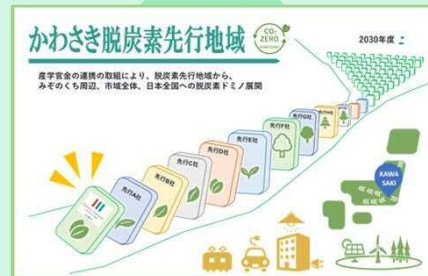 かわさき脱炭素先行地域
CO₂
ZERO
2030年度
産学官金の連携の取組により、脱炭素先行地域から、
みぞのくち周辺、市域全体、日本全国への脱炭素ドミノ展開
先行A社
先行B社
先行C社
先行D社
先行E社
先行F社
先行G社
KAWA
SAKI